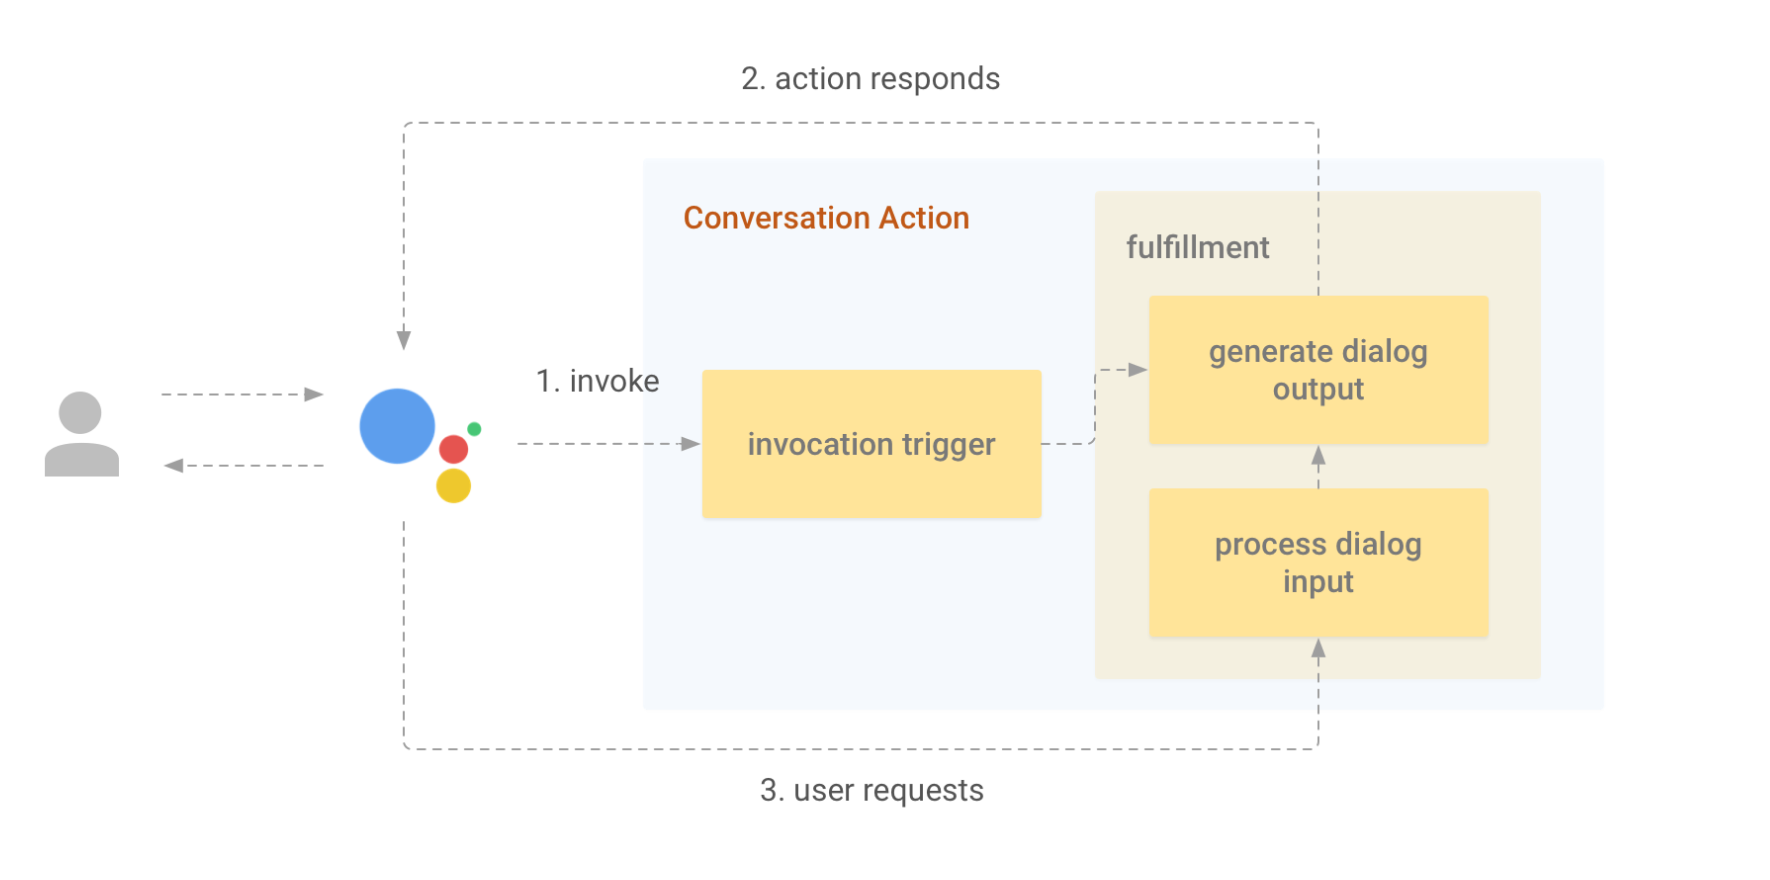 2. action responds
Conversation Action
fulfillment
generate dialog
output
1. invoke
invocation trigger
process dialog
input
3. user requests